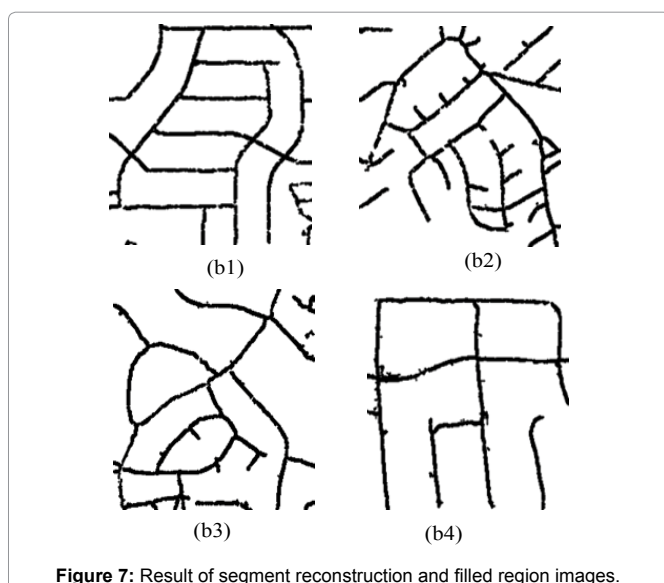 (b1)
(b2)
(b3)
(b4)
Figure 7: Result of segment reconstruction and filled region images.